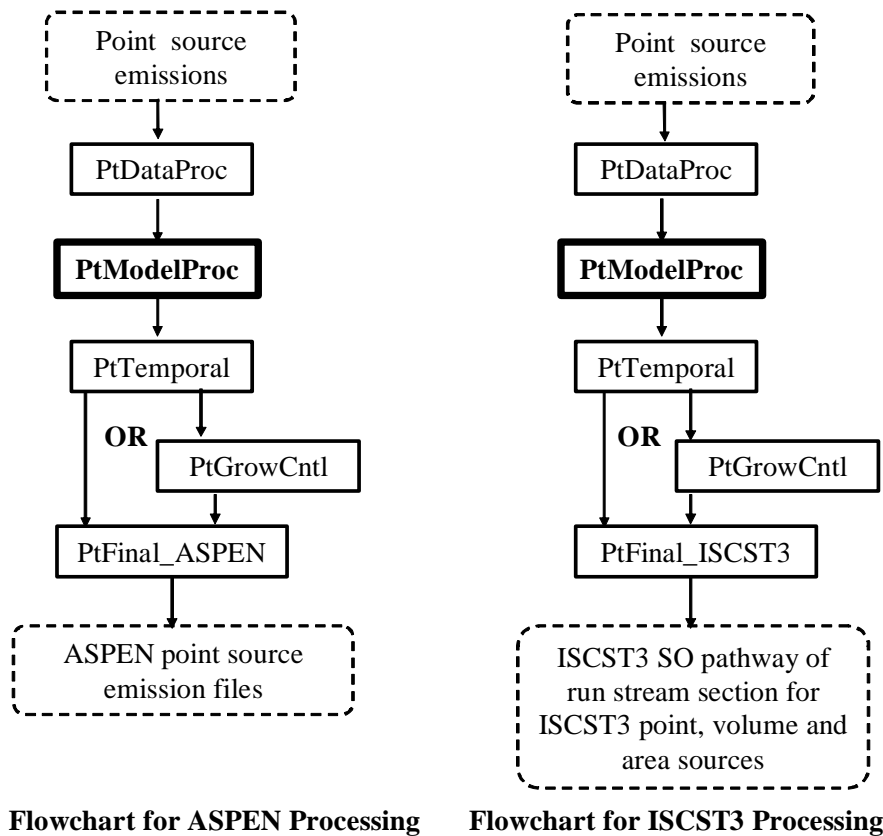 Point source
emissions
PtDataProc
PtModelProc
PtTemporal
OR
PtGrowCntl
PtFinal_ASPEN
ASPEN point source
emission files
Flowchart for ASPEN Processing
Point source
emissions
PtDataProc
PtModelProc
PtTemporal
OR
PtGrowCntl
PtFinal_ISCST3
ISCST3 SO pathway of
run stream section for
ISCST3 point, volume and
area sources
Flowchart for ISCST3 Processing